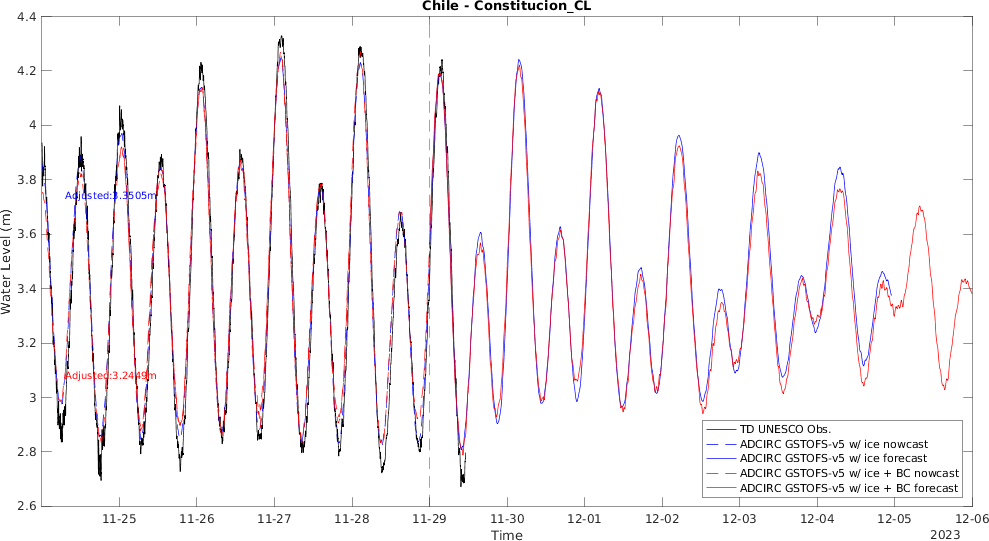 Chile - Constitucion_CL
4.4
4.2
4
3.8
3.6
3.4
3.2
3
2.8
2.6
Water Level (m)
Adjusted:3.3505m
Adjusted:3.2449m
TD UNESCO Obs.
ADCIRC GSTOFS-v5 w/ ice nowcast
ADCIRC GSTOFS-v5 w/ ice forecast
ADCIRC GSTOFS-v5 w/ ice + BC nowcast
ADCIRC GSTOFS-v5 w/ ice + BC forecast
11-25 11-26 11-27 11-28 11-29 11-30 12-01 12-02 12-03 12-04 12-05 12-06
2023
Time